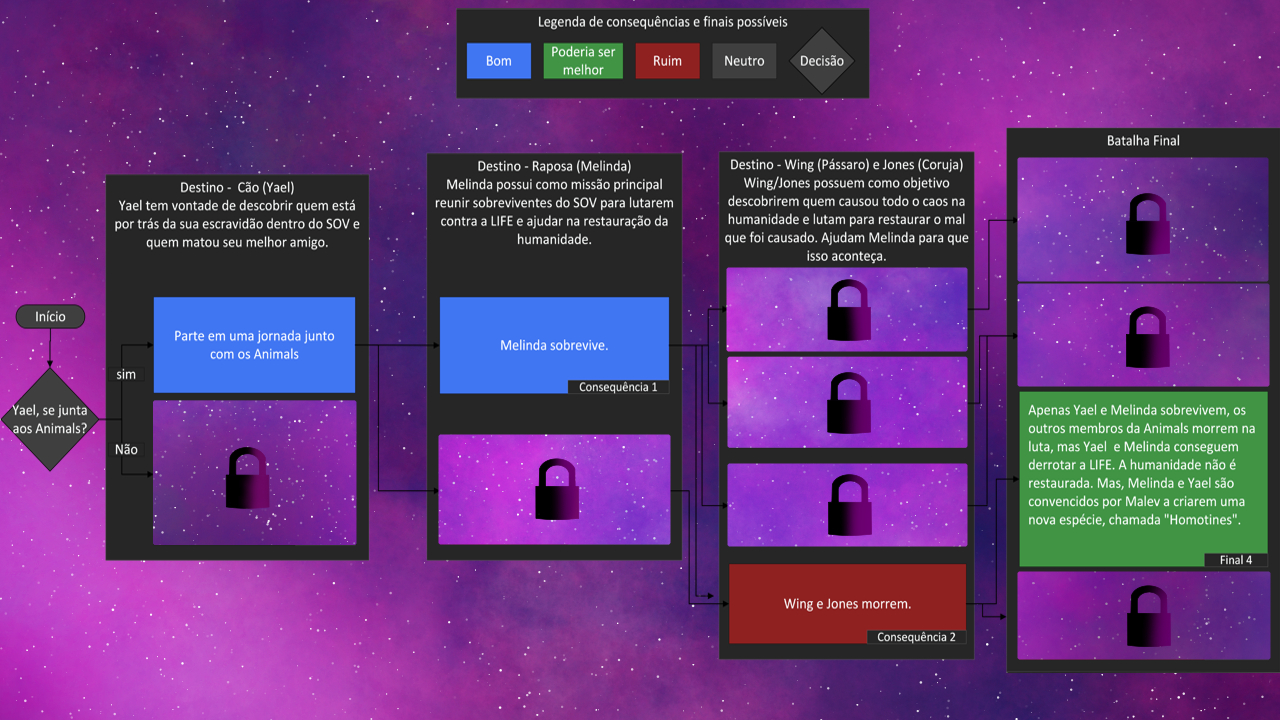 Legenda de consequências e finais possíveis
Bom
Poderia ser
melhor
Ruim
Neutro
Decisão
Início
Yael, se junta
aos Animals?
sim
Não
Destino -  Cão (Yael)
Yael tem vontade de descobrir quem está
por trás da sua escravidão dentro do SOV e
quem matou seu melhor amigo.
Parte em uma jornada junto
com os Animals
Destino - Raposa (Melinda)
Melinda possui como missão principal
reunir sobreviventes do SOV para lutarem
contra a LIFE e ajudar na restauração da
humanidade.
Melinda sobrevive.
Consequência 1
Destino - Wing (Pássaro) e Jones (Coruja)
Wing/Jones possuem como objetivo
descobrirem quem causou todo o caos na
humanidade e lutam para restaurar o mal
que foi causado. Ajudam Melinda para que
isso aconteça.
Wing e Jones morrem.
Consequência 2
Batalha Final
Apenas Yael e Melinda sobrevivem, os
outros membros da Animals morrem na
luta, mas Yael  e Melinda conseguem
derrotar a LIFE. A humanidade não é
restaurada. Mas, Melinda e Yael são
convencidos por Malev a criarem uma
nova espécie, chamada "Homotines".
Final 4